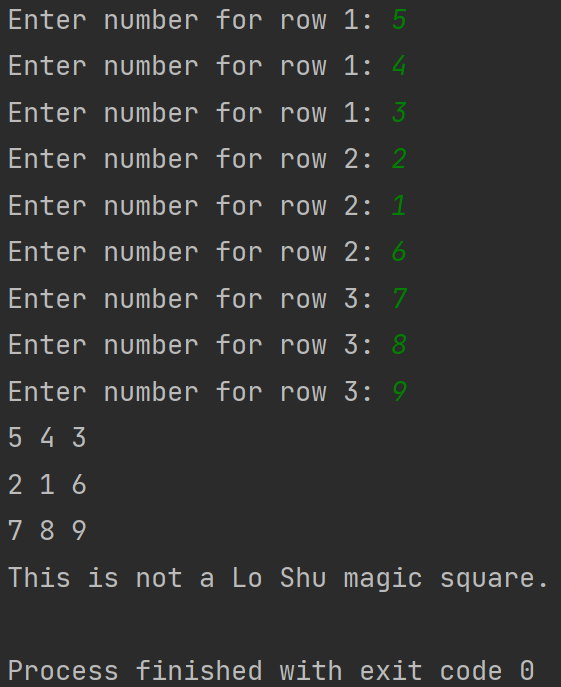 Enter number for row 1: 5
Enter number for row 1: 4
Enter number for row 1: 3
Enter number for row 2: 2
Enter number for row 2: 1
Enter number for row 2: 6
Enter number for row 3: 7
Enter number for row 3: 8
Enter number for row 3: 9
5 4 3
2 1 6
7 8 9
This is not a Lo Shu magic square.
Process finished with exit code 0